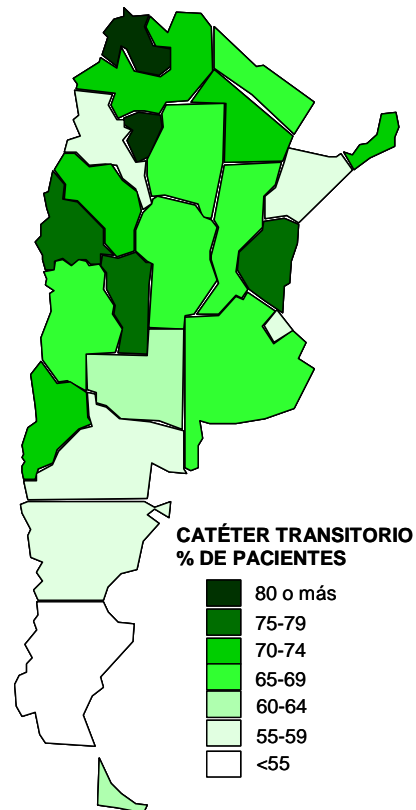 CATÉTER TRANSITORIO
% DE PACIENTES
80 o más
75-79
70-74
65-69
60-64
55-59
<55